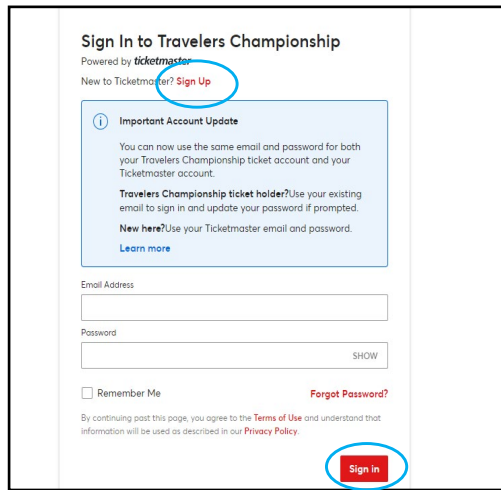 Sign In to Travelers Championship
Powered by ticketmaster
New to Ticketmaster? Sign Up
i Important Account Update
You can now use the same email and password for both
your Travelers Championship ticket account and your
Ticketmaster account.
Travelers Championship ticket holder?Use your existing
email to sign in and update your password if prompted.
New here?Use your Ticketmaster email and password.
Learn more
Email Address
Password
SHOW
Remember Me Forgot Password?
By continuing past this page, you agree to the Terms of Use and understand that
information will be used as described in our Privacy Policy.
Sign in